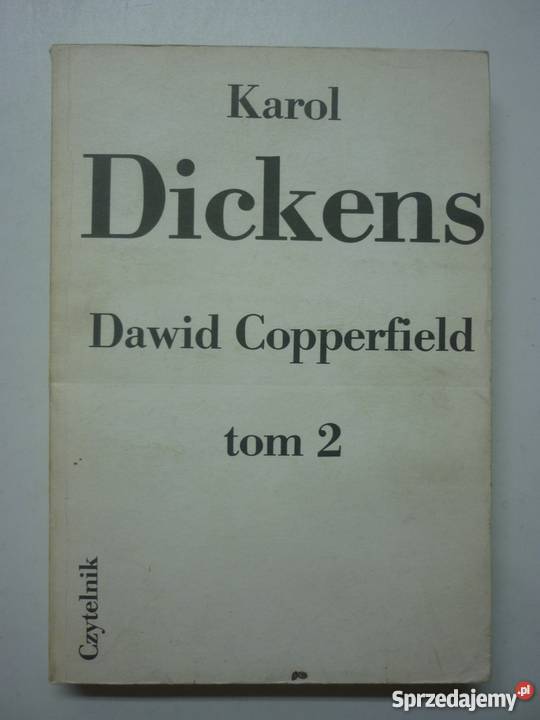 Karol
Dickens
Dawid Copperfield
tom 2
Czytelnik
Sprzedajemy.pl